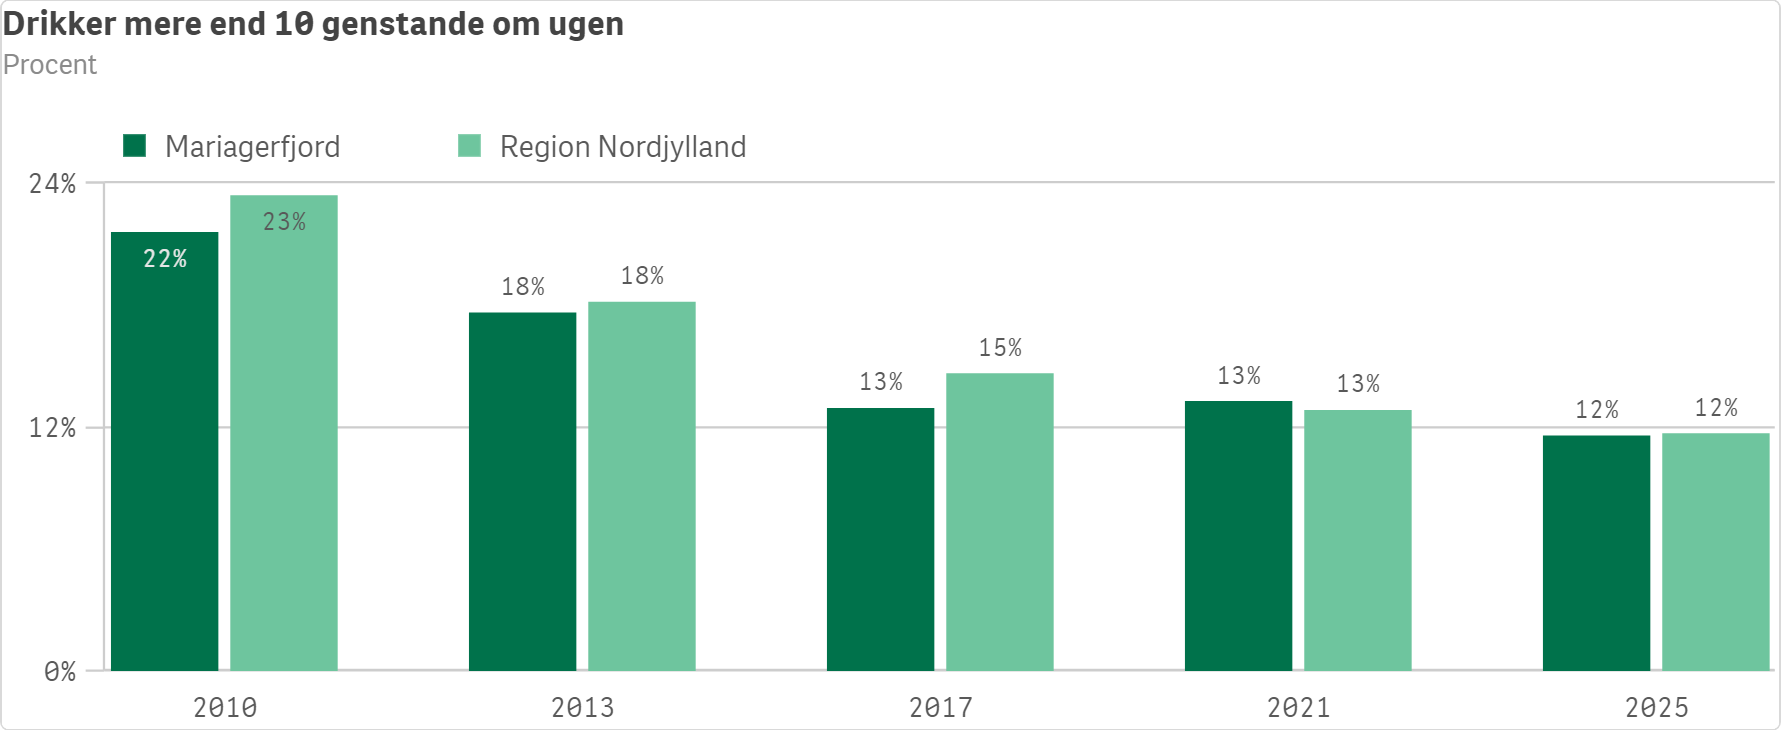 Drikker mere end 10 genstande om ugen
Procent
Mariagerfjord Region Nordjylland
24%
23%
22%
18% 18%
15%
13%
13% 13%
12% 12%
12%
0%
2010 2013 2017 2021 2025